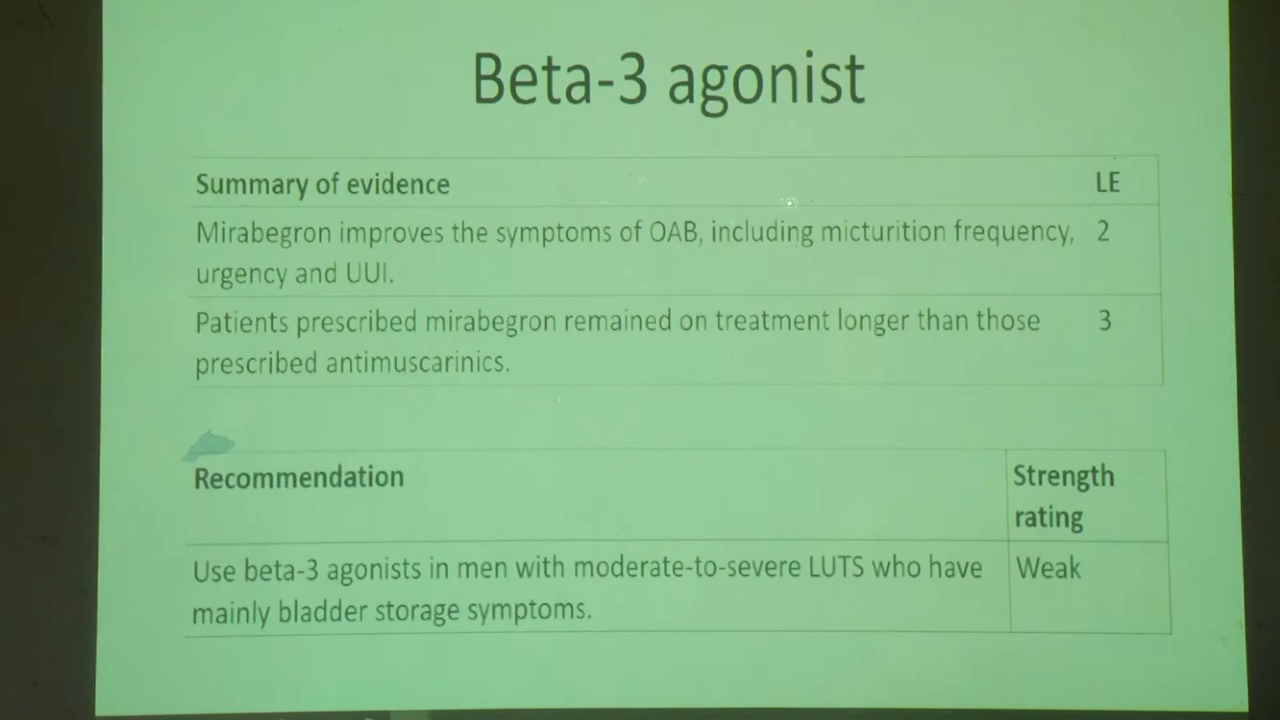 Beta-3 agonist
Summary of evidence LE
Mirabegron improves the symptoms of OAB, including micturition frequency, 2
urgency and UUI.
Patients prescribed mirabegron remained on treatment longer than those 3
prescribed antimuscarinics.
Recommendation Strength
rating
Use beta-3 agonists in men with moderate-to-severe LUTS who have Weak
mainly bladder storage symptoms.